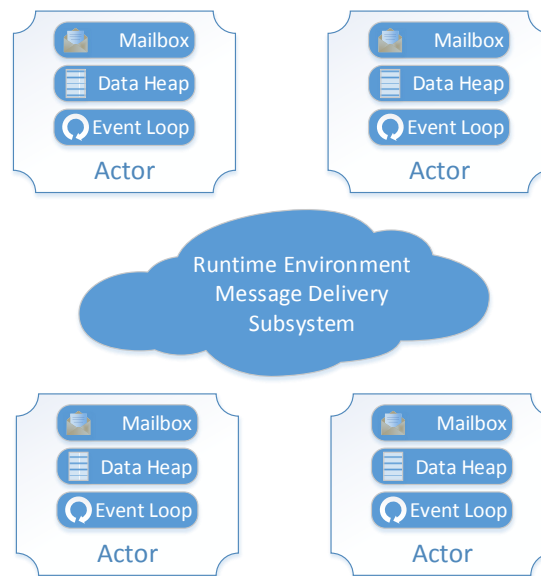 Mailbox
Data Heap
Event Loop
Actor
Mailbox
Data Heap
Event Loop
Actor
Runtime Environment
Message Delivery
Subsystem
Mailbox
Data Heap
Event Loop
Actor
Mailbox
Data Heap
Event Loop
Actor